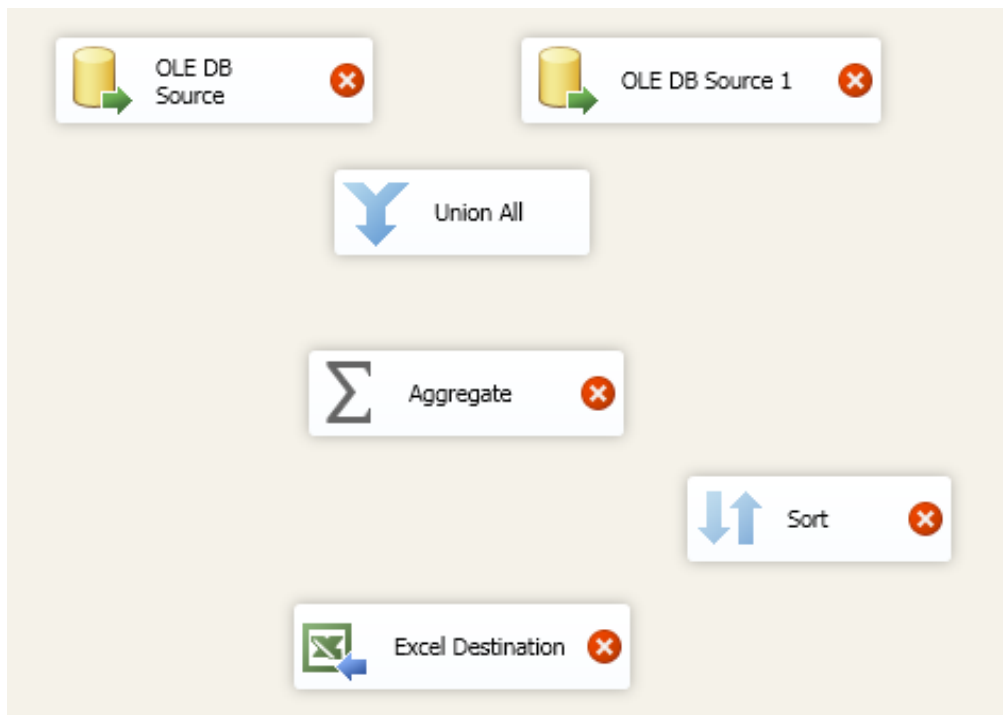 OLE DB
Source
OLE DB Source 1
Union All
Aggregate
Sort
Excel Destination